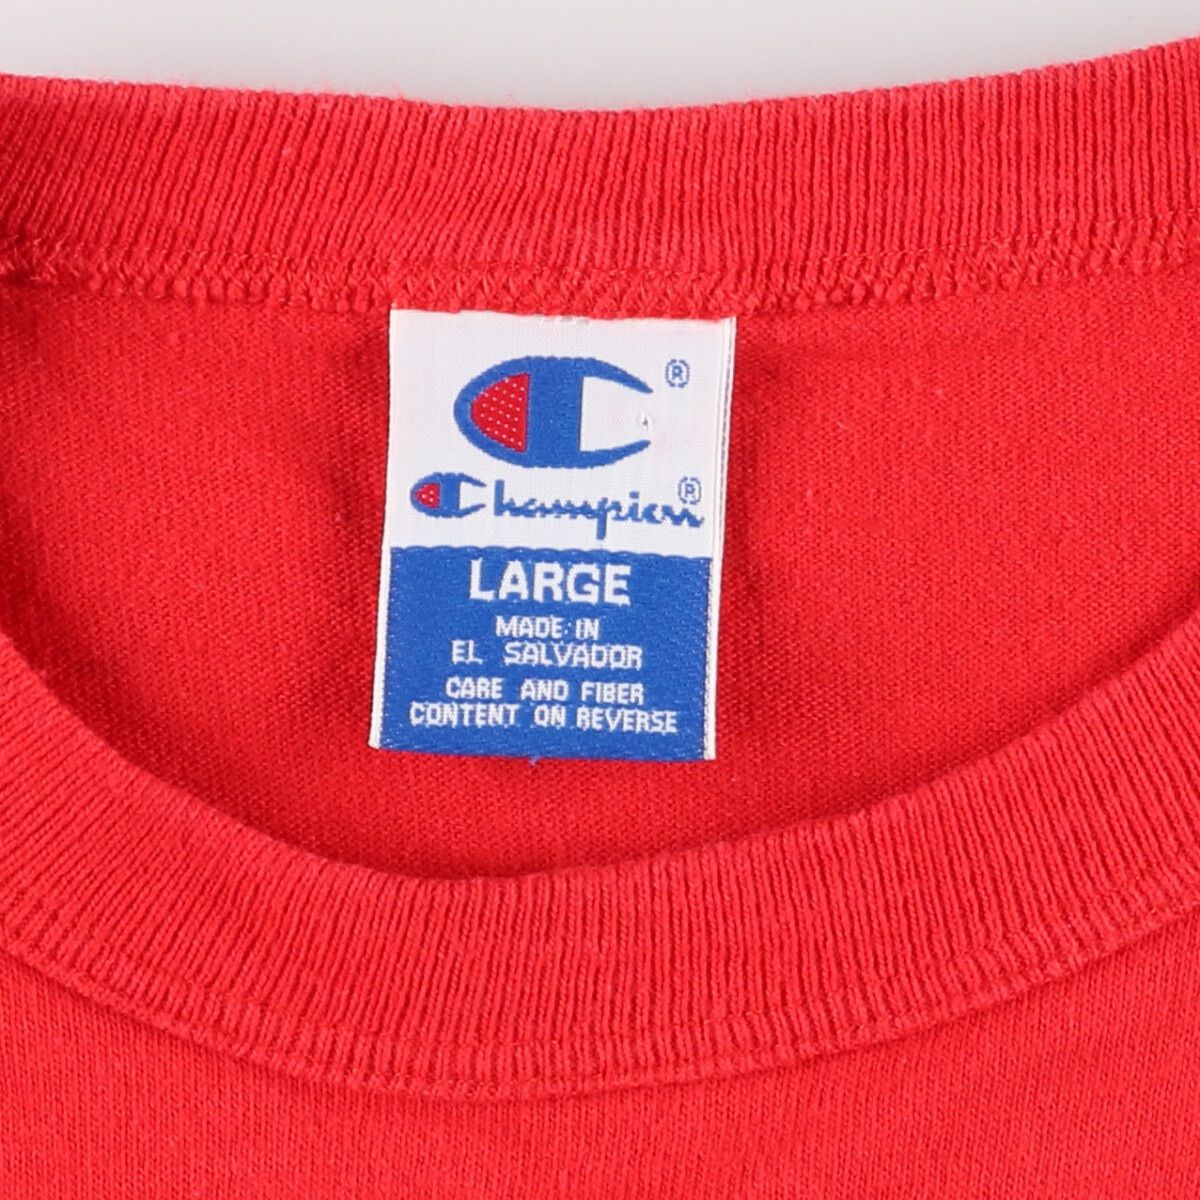 C ®
Champion ®
LARGE
MADE IN
EL SALVADOR
CARE AND FIBER
CONTENT ON REVERSE